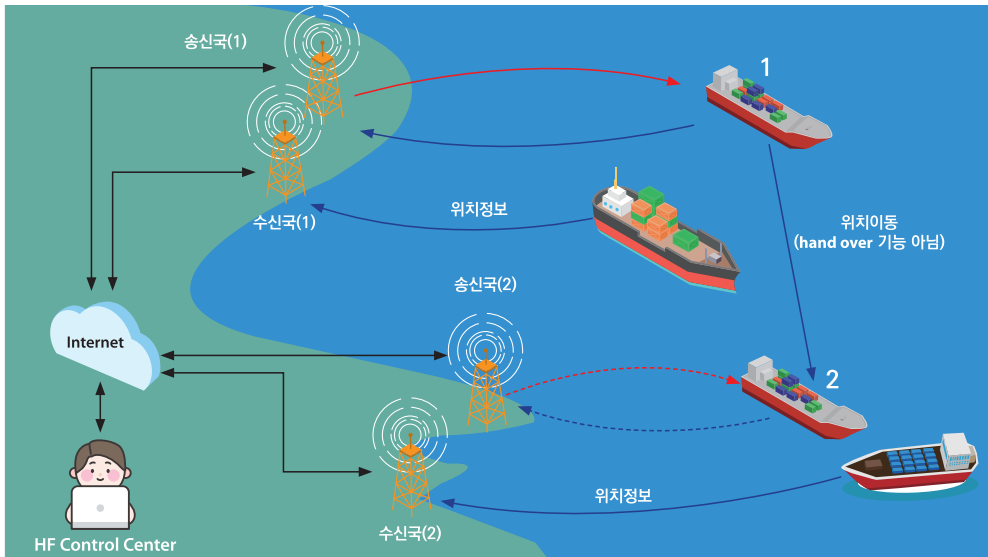 송신국(1)
1
수신국(1)
위치정보
위치이동
(hand over 기능 아님)
송신국(2)
Internet
2
위치정보
수신국(2)
HF Control Center